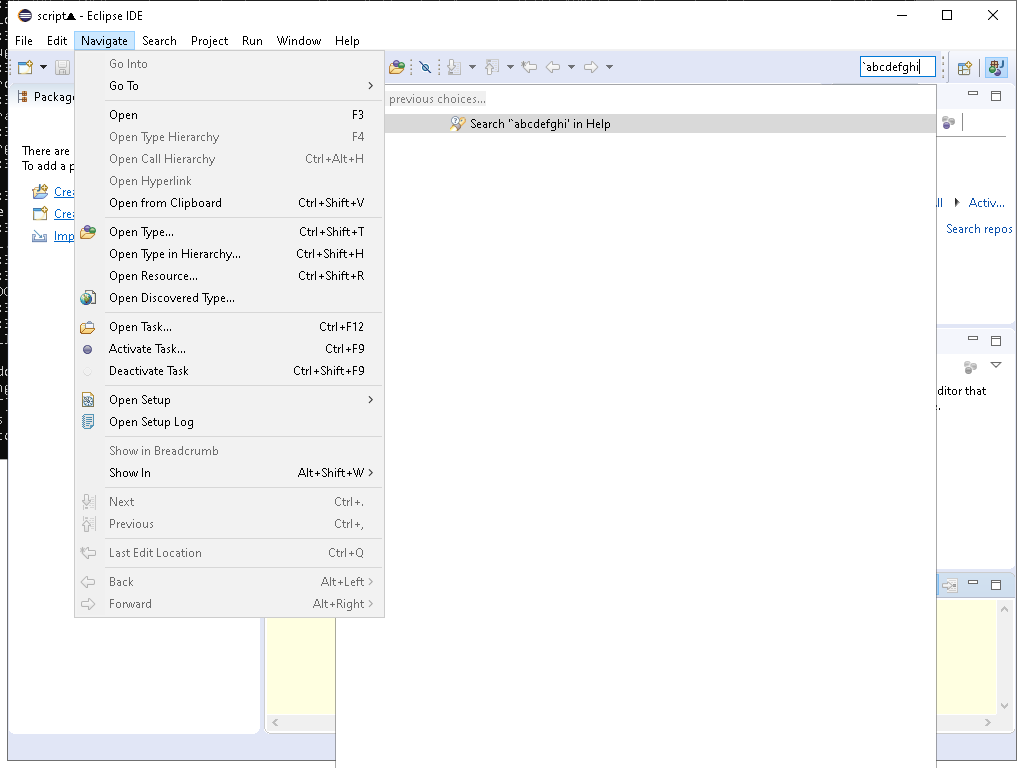 script▲ - Eclipse IDE
File Edit Navigate Search Project Run Window Help
`abcdefghi
Go Into
Go To
Open F3
Open Type Hierarchy F4
Open Call Hierarchy Ctrl+Alt+H
Open Hyperlink
Open from Clipboard Ctrl+Shift+V
Open Type... Ctrl+Shift+T
Open Type in Hierarchy... Ctrl+Shift+H
Open Resource... Ctrl+Shift+R
Open Discovered Type...
Open Task... Ctrl+F12
Activate Task... Ctrl+F9
Deactivate Task Ctrl+Shift+F9
Open Setup
Open Setup Log
Show in Breadcrumb
Show In Alt+Shift+W
Next Ctrl+.
Previous Ctrl+,
Last Edit Location Ctrl+Q
Back Alt+Left
Forward Alt+Right
Packag
There are
To add a p
Crea
Crea
Imp
previous choices...
Search '`abcdefghi' in Help
ll Activ...
Search repos
ditor that